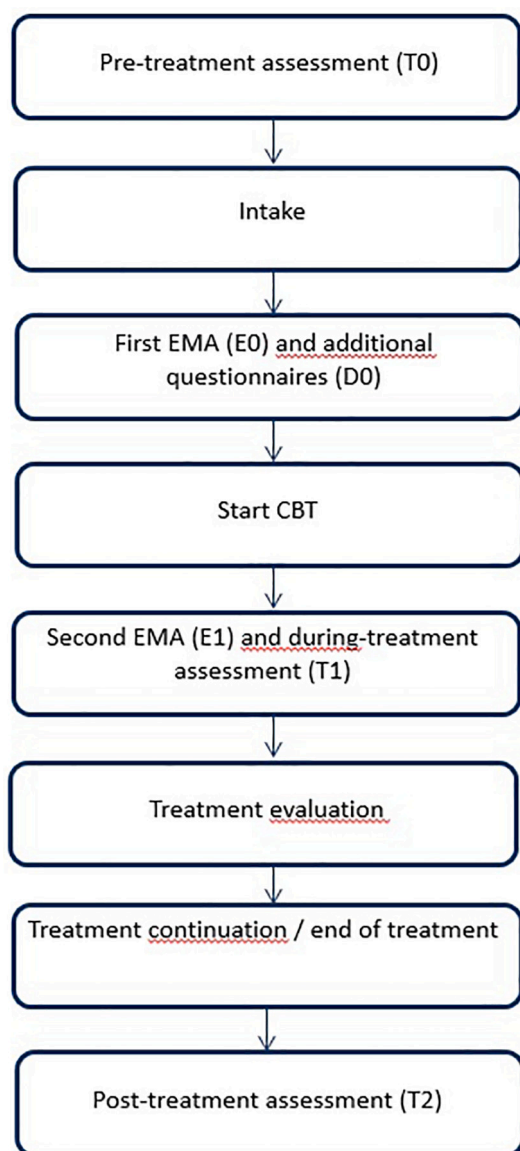 Pre-treatment assessment (T0)
Intake
First EMA (E0) and additional
questionnaires (D0)
Start CBT
Second EMA (E1) and during-treatment
assessment (T1)
Treatment evaluation
Treatment continuation / end of treatment
Post-treatment assessment (T2)